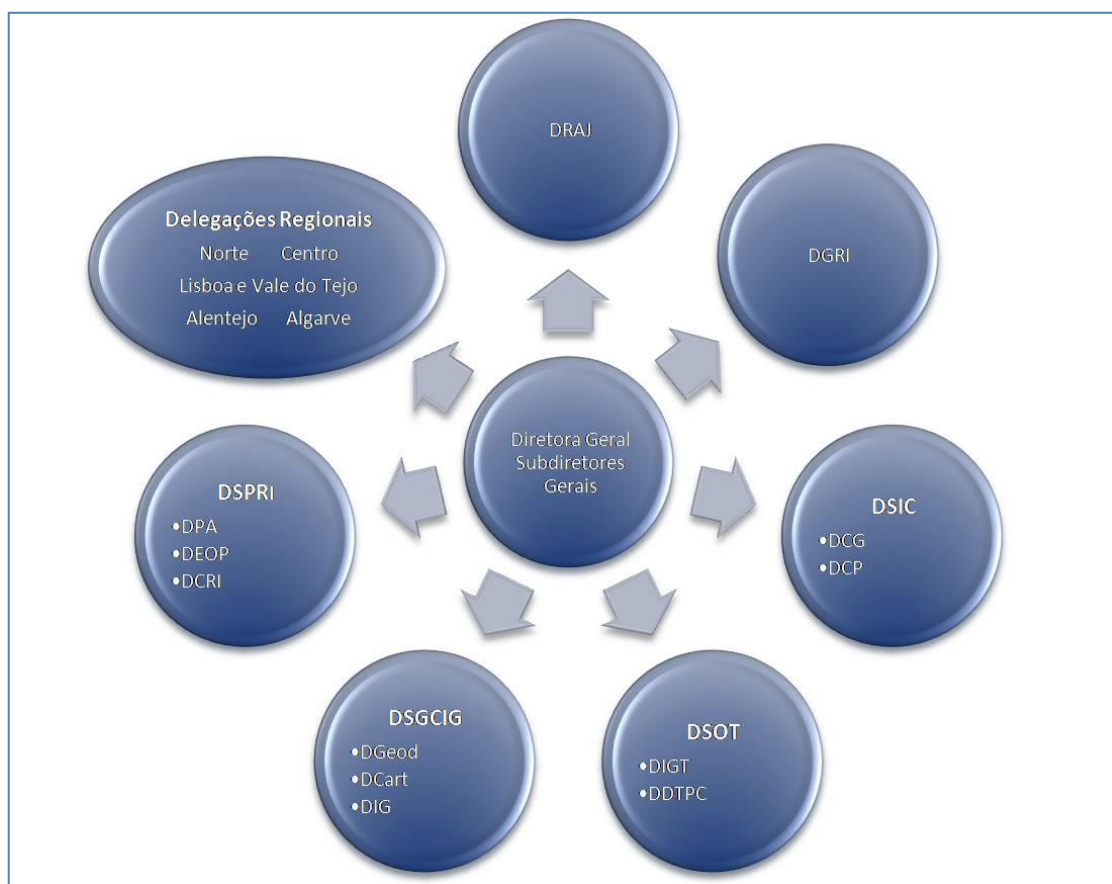 DRAJ
DGRI
Delegações Regionais
Norte Centro
Lisboa e Vale do Tejo
Alentejo Algarve
Diretora Geral
Subdiretores
Gerais
DSPRI
•DPA
•DEOP
•DCRI
DSIC
•DCG
•DCP
DSGCIG
•DGeod
•DCart
•DIG
DSOT
•DIGT
•DDTPC